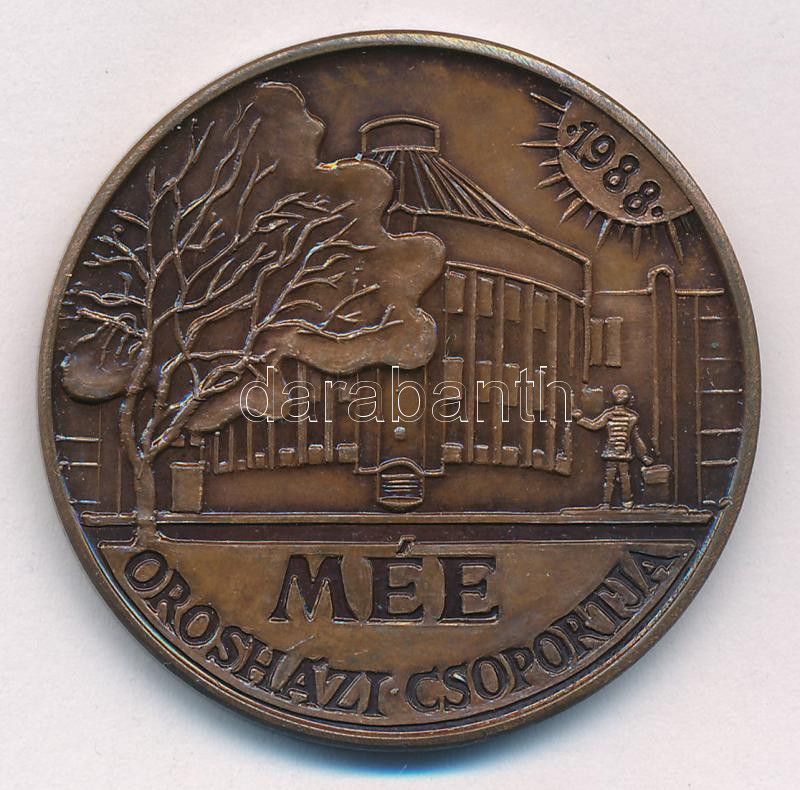 ·1988·
darabanth
MÉE
OROSHÁZI·CSOPORTJA